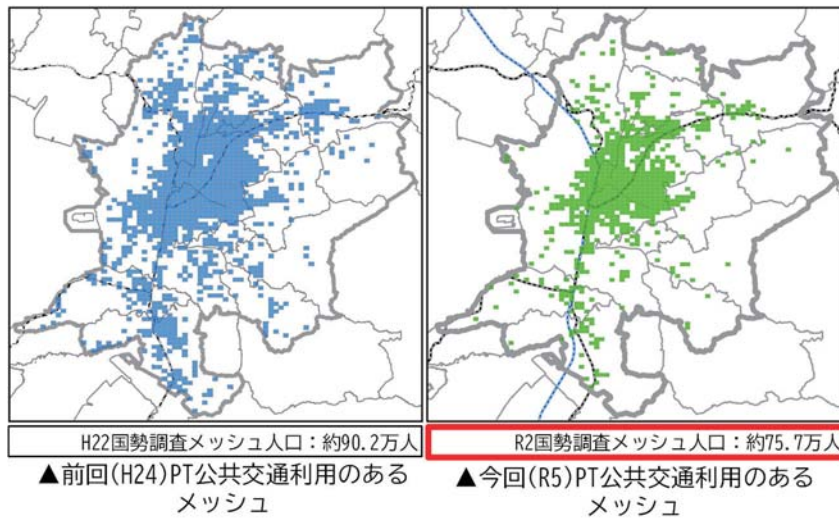 H22国勢調査メッシュ人口:約90.2万人
▲前回(H24)PT公共交通利用のある
メッシュ
R2国勢調査メッシュ人口:約75.7万人
▲今回(R5)PT公共交通利用のある
メッシュ